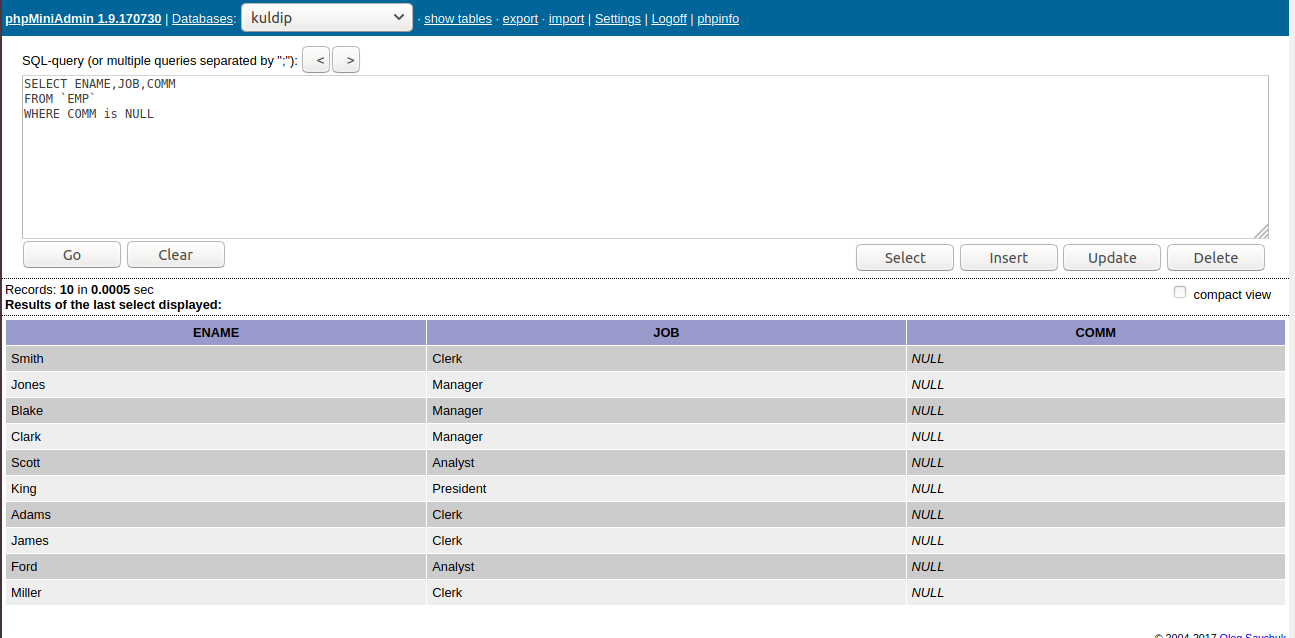 phpMiniAdmin 1.9.170730 | Databases: kuldip · show tables · export · import | Settings | Logoff | phpinfo
SQL-query (or multiple queries separated by ";"): < >
SELECT ENAME,JOB,COMM
FROM `EMP`
WHERE COMM is NULL
Go Clear Select Insert Update Delete
Records: 10 in 0.0005 sec
compact view
Results of the last select displayed:
ENAME JOB COMM
Smith Clerk NULL
Jones Manager NULL
Blake Manager NULL
Clark Manager NULL
Scott Analyst NULL
King President NULL
Adams Clerk NULL
James Clerk NULL
Ford Analyst NULL
Miller Clerk NULL
© 2004-2017 Oleg Savchuk